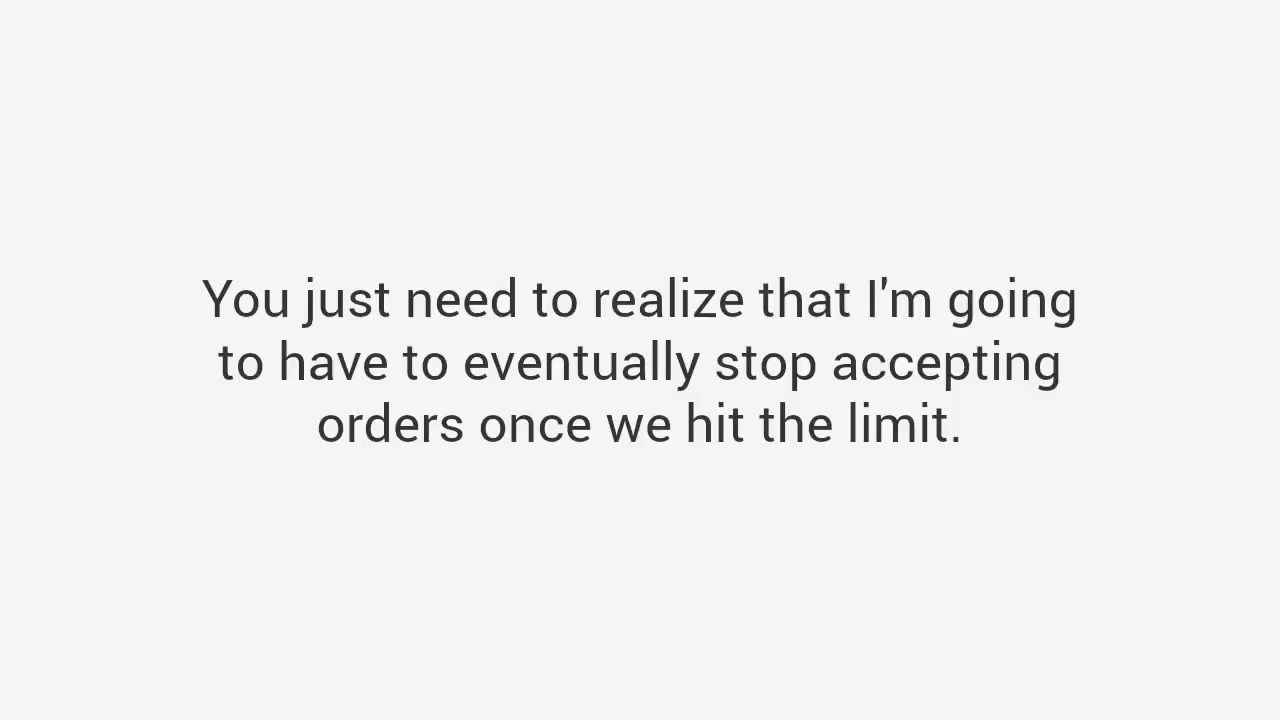 You just need to realize that I'm going
to have to eventually stop accepting
orders once we hit the limit.